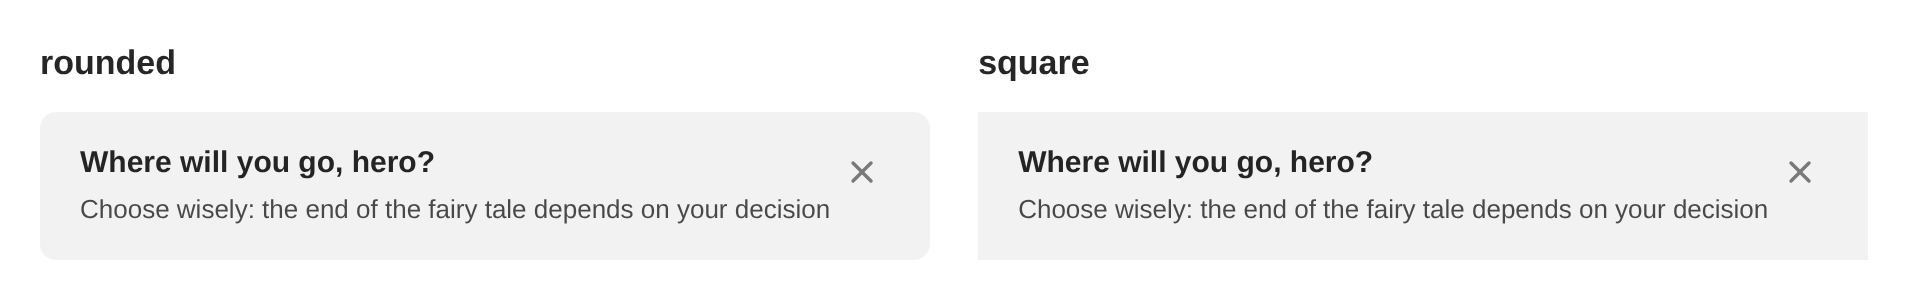 rounded
Where will you go, hero?
Choose wisely: the end of the fairy tale depends on your decision
square
Where will you go, hero?
Choose wisely: the end of the fairy tale depends on your decision